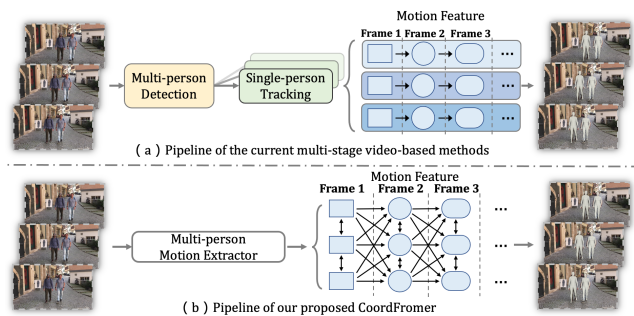 Motion Feature
Frame 1 Frame 2 Frame 3
Multi-person
Detection
Single-person
Tracking
...
...
...
( a ) Pipeline of the current multi-stage video-based methods
Motion Feature
Frame 1 Frame 2 Frame 3
Multi-person
Motion Extractor
...
...
...
...
( b ) Pipeline of our proposed CoordFromer